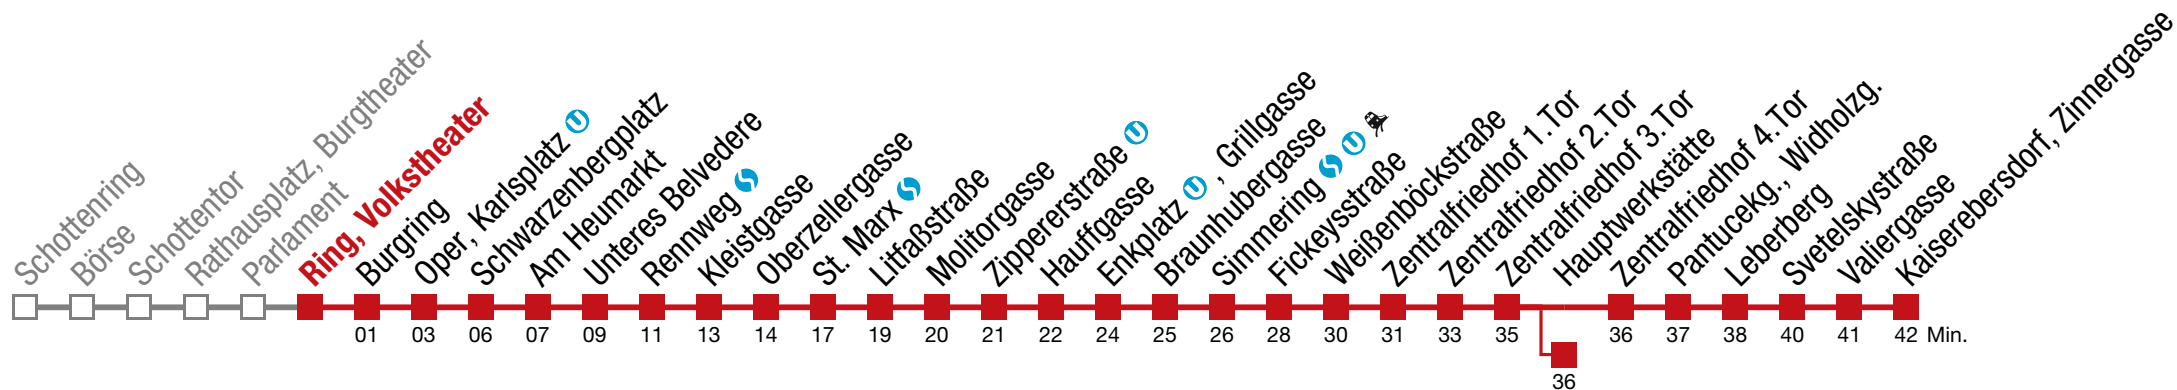 Schottenring
Börse
Schottentor
Rathausplatz, Burgtheater
Parlament
Ring, Volkstheater
Burgring
Oper, Karlsplatz U
Schwarzenbergplatz
Am Heumarkt
Unteres Belvedere
Rennweg S
Kleistgasse
Oberzellergasse
St. Marx S
Litfaßstraße
Molitorgasse
Zippererstraße U
Hauffgasse
Enkplatz U , Grillgasse
Braunhubergasse
Simmering S U
Fickeysstraße
Weißenböckstraße
Zentralfriedhof 1.Tor
Zentralfriedhof 2.Tor
Zentralfriedhof 3.Tor
Hauptwerkstätte
Zentralfriedhof 4.Tor
Pantucekg., Widholzg.
Leberberg
Svetelskystraße
Valiergasse
Kaiserebersdorf, Zinnergasse
01 03 06 07 09 11 13 14 17 19 20 21 22 24 25 26 28 30 31 33 35 36 37 38 40 41 42 Min.
36